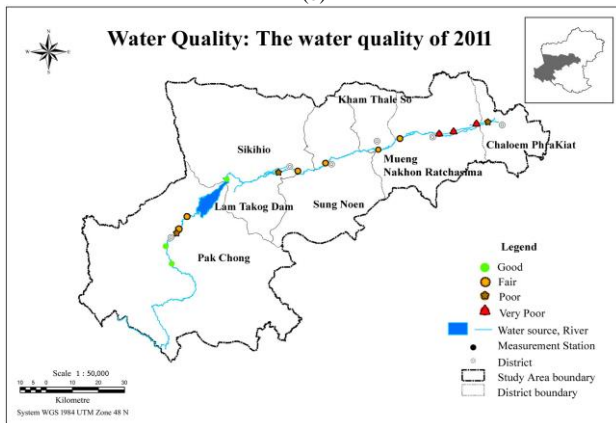 Water Quality: The water quality of 2011
N
Kham Thale So
Sikihio
Chaloem PhraKiat
Mueng
Nakhon Ratchasima
Lam Takog Dam
Sung Noen
Pak Chong
Legend
Good
Fair
Poor
Very Poor
Water source, River
Measurement Station
District
Study Area boundary
District boundary
Scale 1 : 50,000
10 5 0 10 20 30
Kilometre
System WGS 1984 UTM Zone 48 N